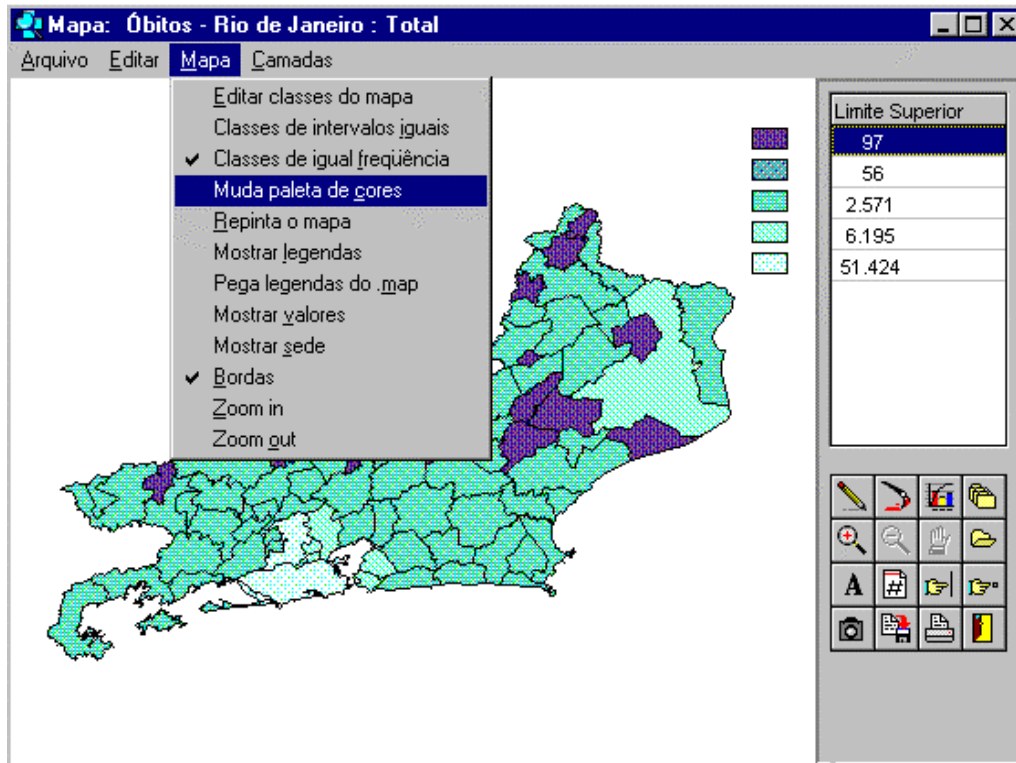 Mapa: Óbitos - Rio de Janeiro : Total
Arquivo Editar Mapa Camadas
Editar classes do mapa
Classes de intervalos iguais
Classes de igual freqüência
Muda paleta de cores
Repinta o mapa
Mostrar legendas
Pega legendas do .map
Mostrar valores
Mostrar sede
Bordas
Zoom in
Zoom out
Limite Superior
97
56
2.571
6.195
51.424
A #